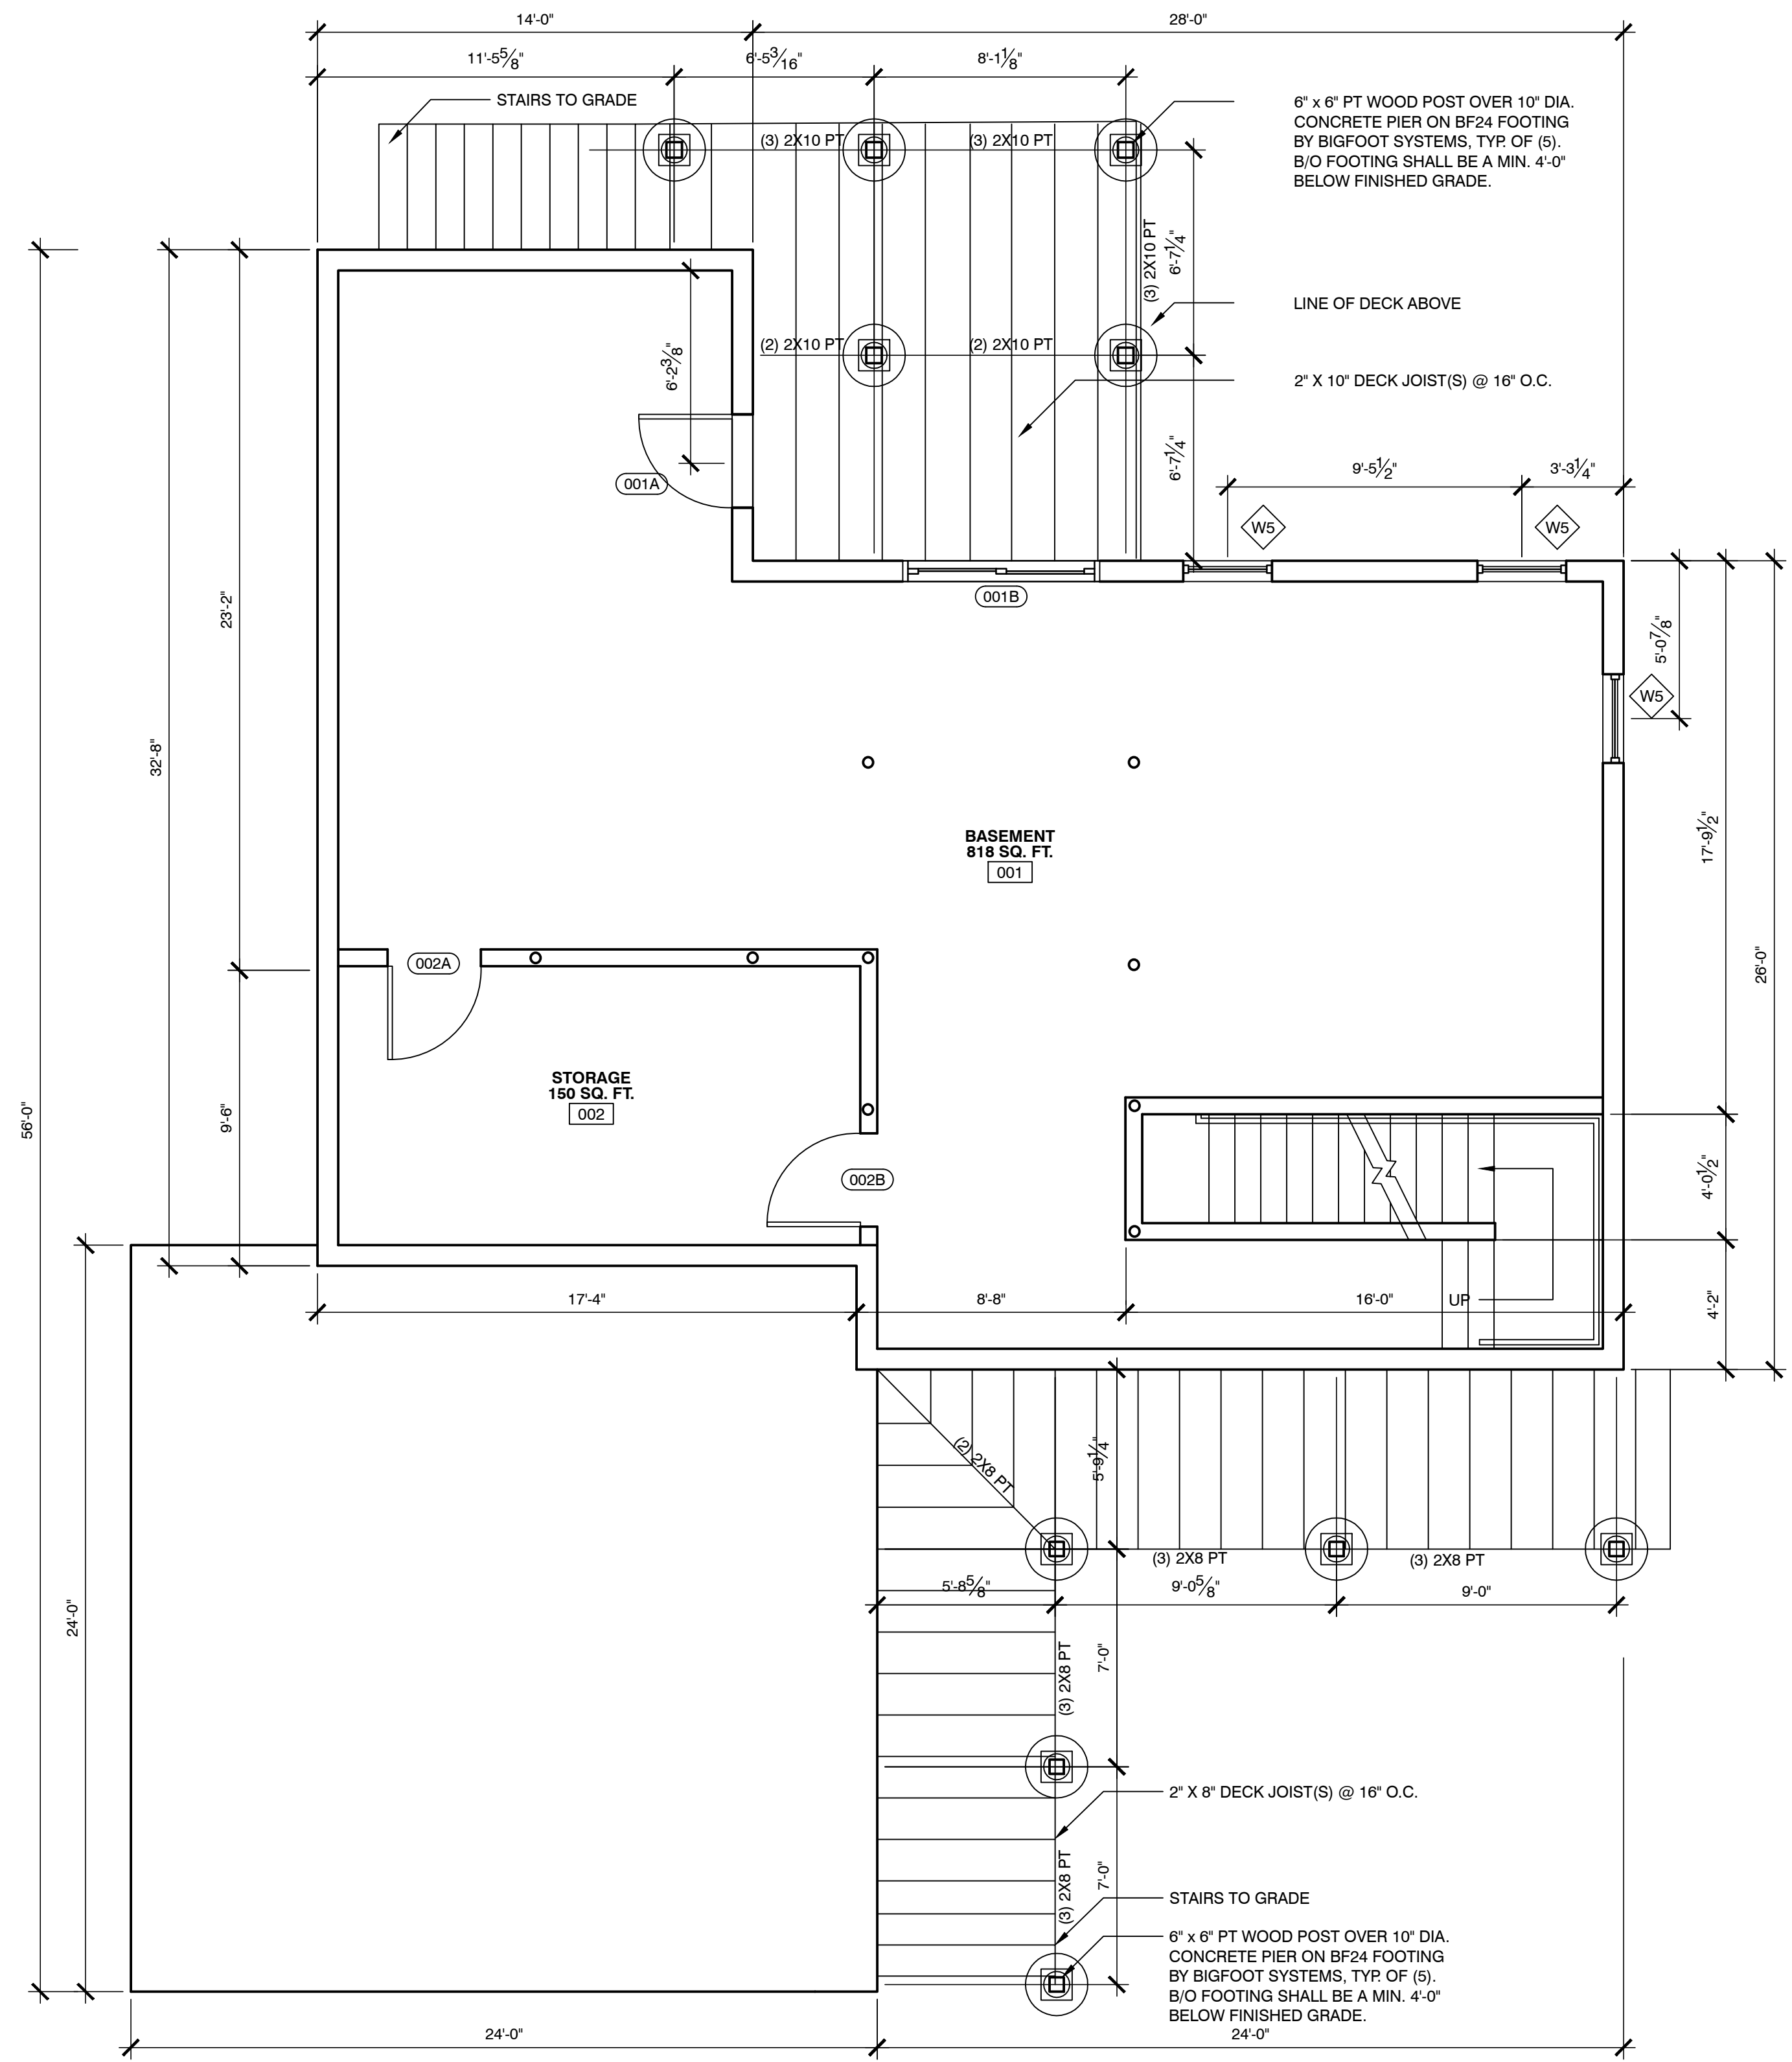 14'-0"
28'-0"
11'-5 5/8"
6'-5 3/16"
8'-1 1/8"
STAIRS TO GRADE
6" x 6" PT WOOD POST OVER 10" DIA.
CONCRETE PIER ON BF24 FOOTING
BY BIGFOOT SYSTEMS, TYP. OF (5).
B/O FOOTING SHALL BE A MIN. 4'-0"
BELOW FINISHED GRADE.
(3) 2X10 PT
(3) 2X10 PT
(3) 2X10 PT
6'-7 1/4"
LINE OF DECK ABOVE
(2) 2X10 PT
(2) 2X10 PT
6'-2 3/8"
2" X 10" DECK JOIST(S) @ 16" O.C.
6'-7 1/4"
9'-5 1/2"
3'-3 1/4"
001A
W5
W5
001B
23'-2"
5'-0 7/8"
W5
32'-8"
BASEMENT
818 SQ. FT.
001
17'-9 1/2"
26'-0"
002A
STORAGE
150 SQ. FT.
002
56'-0"
9'-6"
002B
4'-0 1/2"
17'-4"
8'-8"
16'-0"
UP
4'-2"
(2) 2X8 PT
5'-9 1/4"
(3) 2X8 PT
(3) 2X8 PT
5'-8 5/8"
9'-0 5/8"
9'-0"
24'-0"
(3) 2X8 PT
7'-0"
2" X 8" DECK JOIST(S) @ 16" O.C.
(3) 2X8 PT
7'-0"
STAIRS TO GRADE
6" x 6" PT WOOD POST OVER 10" DIA.
CONCRETE PIER ON BF24 FOOTING
BY BIGFOOT SYSTEMS, TYP. OF (5).
B/O FOOTING SHALL BE A MIN. 4'-0"
BELOW FINISHED GRADE.
24'-0"
24'-0"